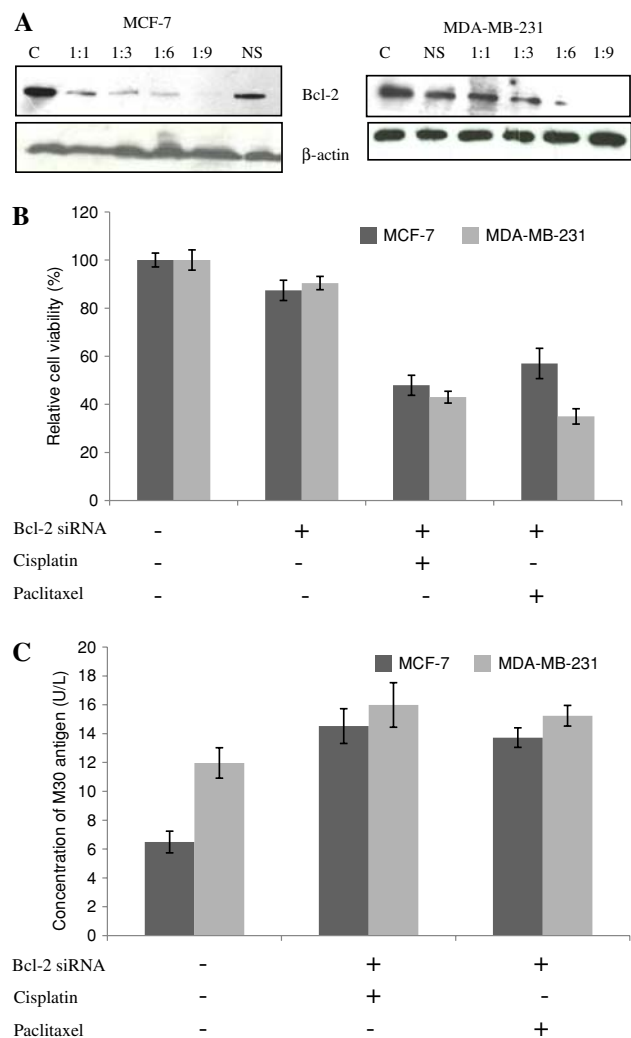 A
MCF-7
MDA-MB-231
C 1:1 1:3 1:6 1:9 NS
C NS 1:1 1:3 1:6 1:9
Bcl-2
β-actin
B
120
100
80
60
40
20
0
Relative cell viability (%)
MCF-7 MDA-MB-231
Bcl-2 siRNA - + + +
Cisplatin - - + -
Paclitaxel - - - +
C
20
18
16
14
12
10
8
6
4
2
0
Concentration of M30 antigen (U/L)
MCF-7 MDA-MB-231
Bcl-2 siRNA - + +
Cisplatin - + -
Paclitaxel - - +